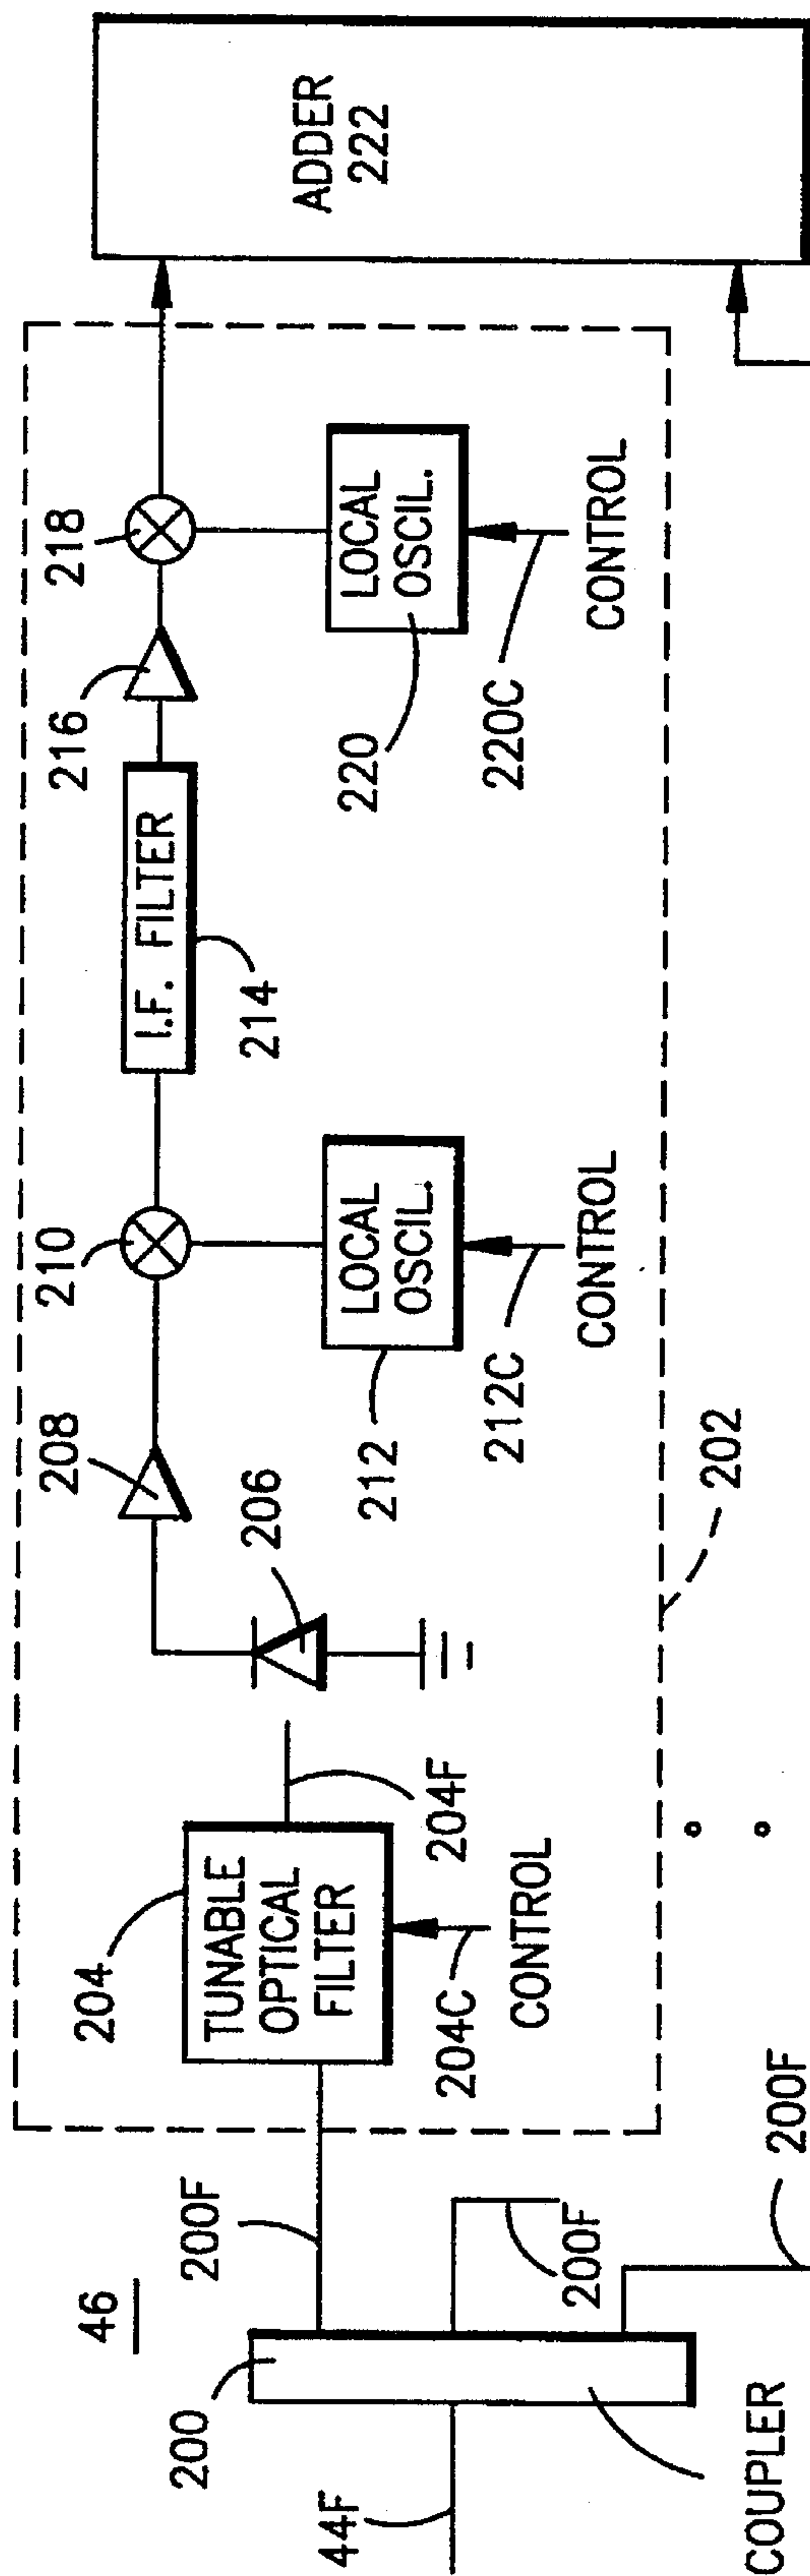 46
44F
200
COUPLER
200F
200F
200F
204
TUNABLE
OPTICAL
FILTER
204F
204C
CONTROL
206
208
210
LOCAL
OSCIL.
212
212C
CONTROL
I.F. FILTER
214
216
218
LOCAL
OSCIL.
220
220C
CONTROL
202
ADDER
222